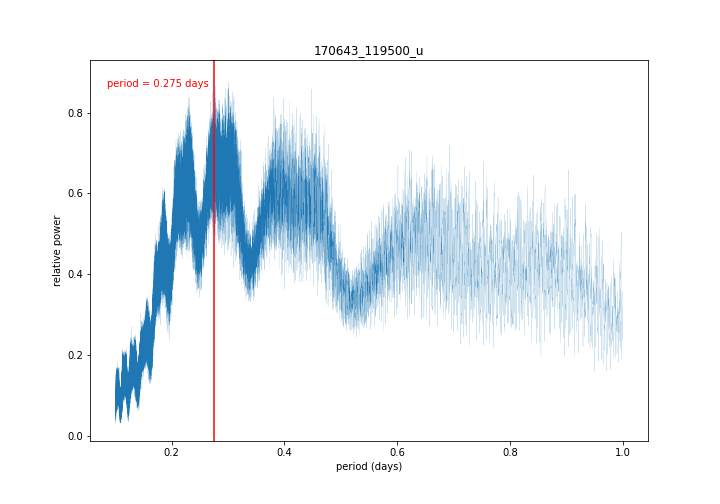 170643_119500_u
period = 0.275 days
relative power
0.8
0.6
0.4
0.2
0.0
0.2 0.4 0.6 0.8 1.0
period (days)